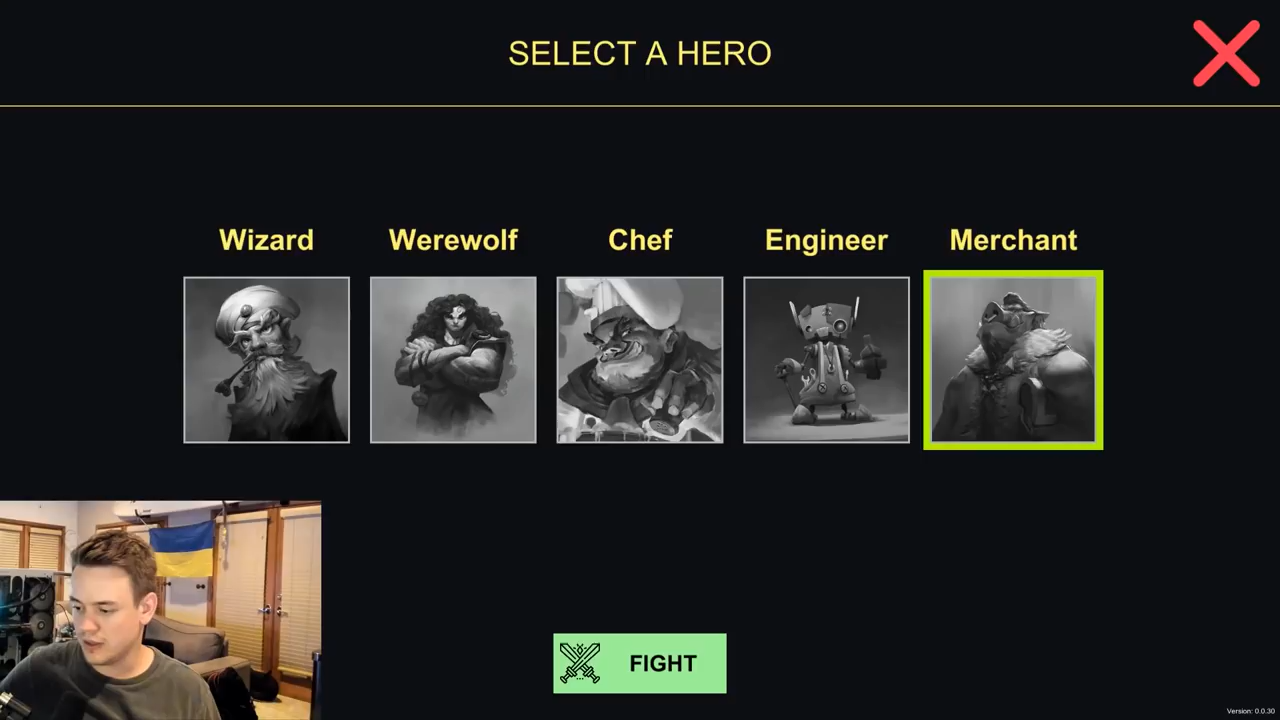 SELECT A HERO
Wizard
Werewolf
Chef
Engineer
Merchant
FIGHT
Version: 0.0.30